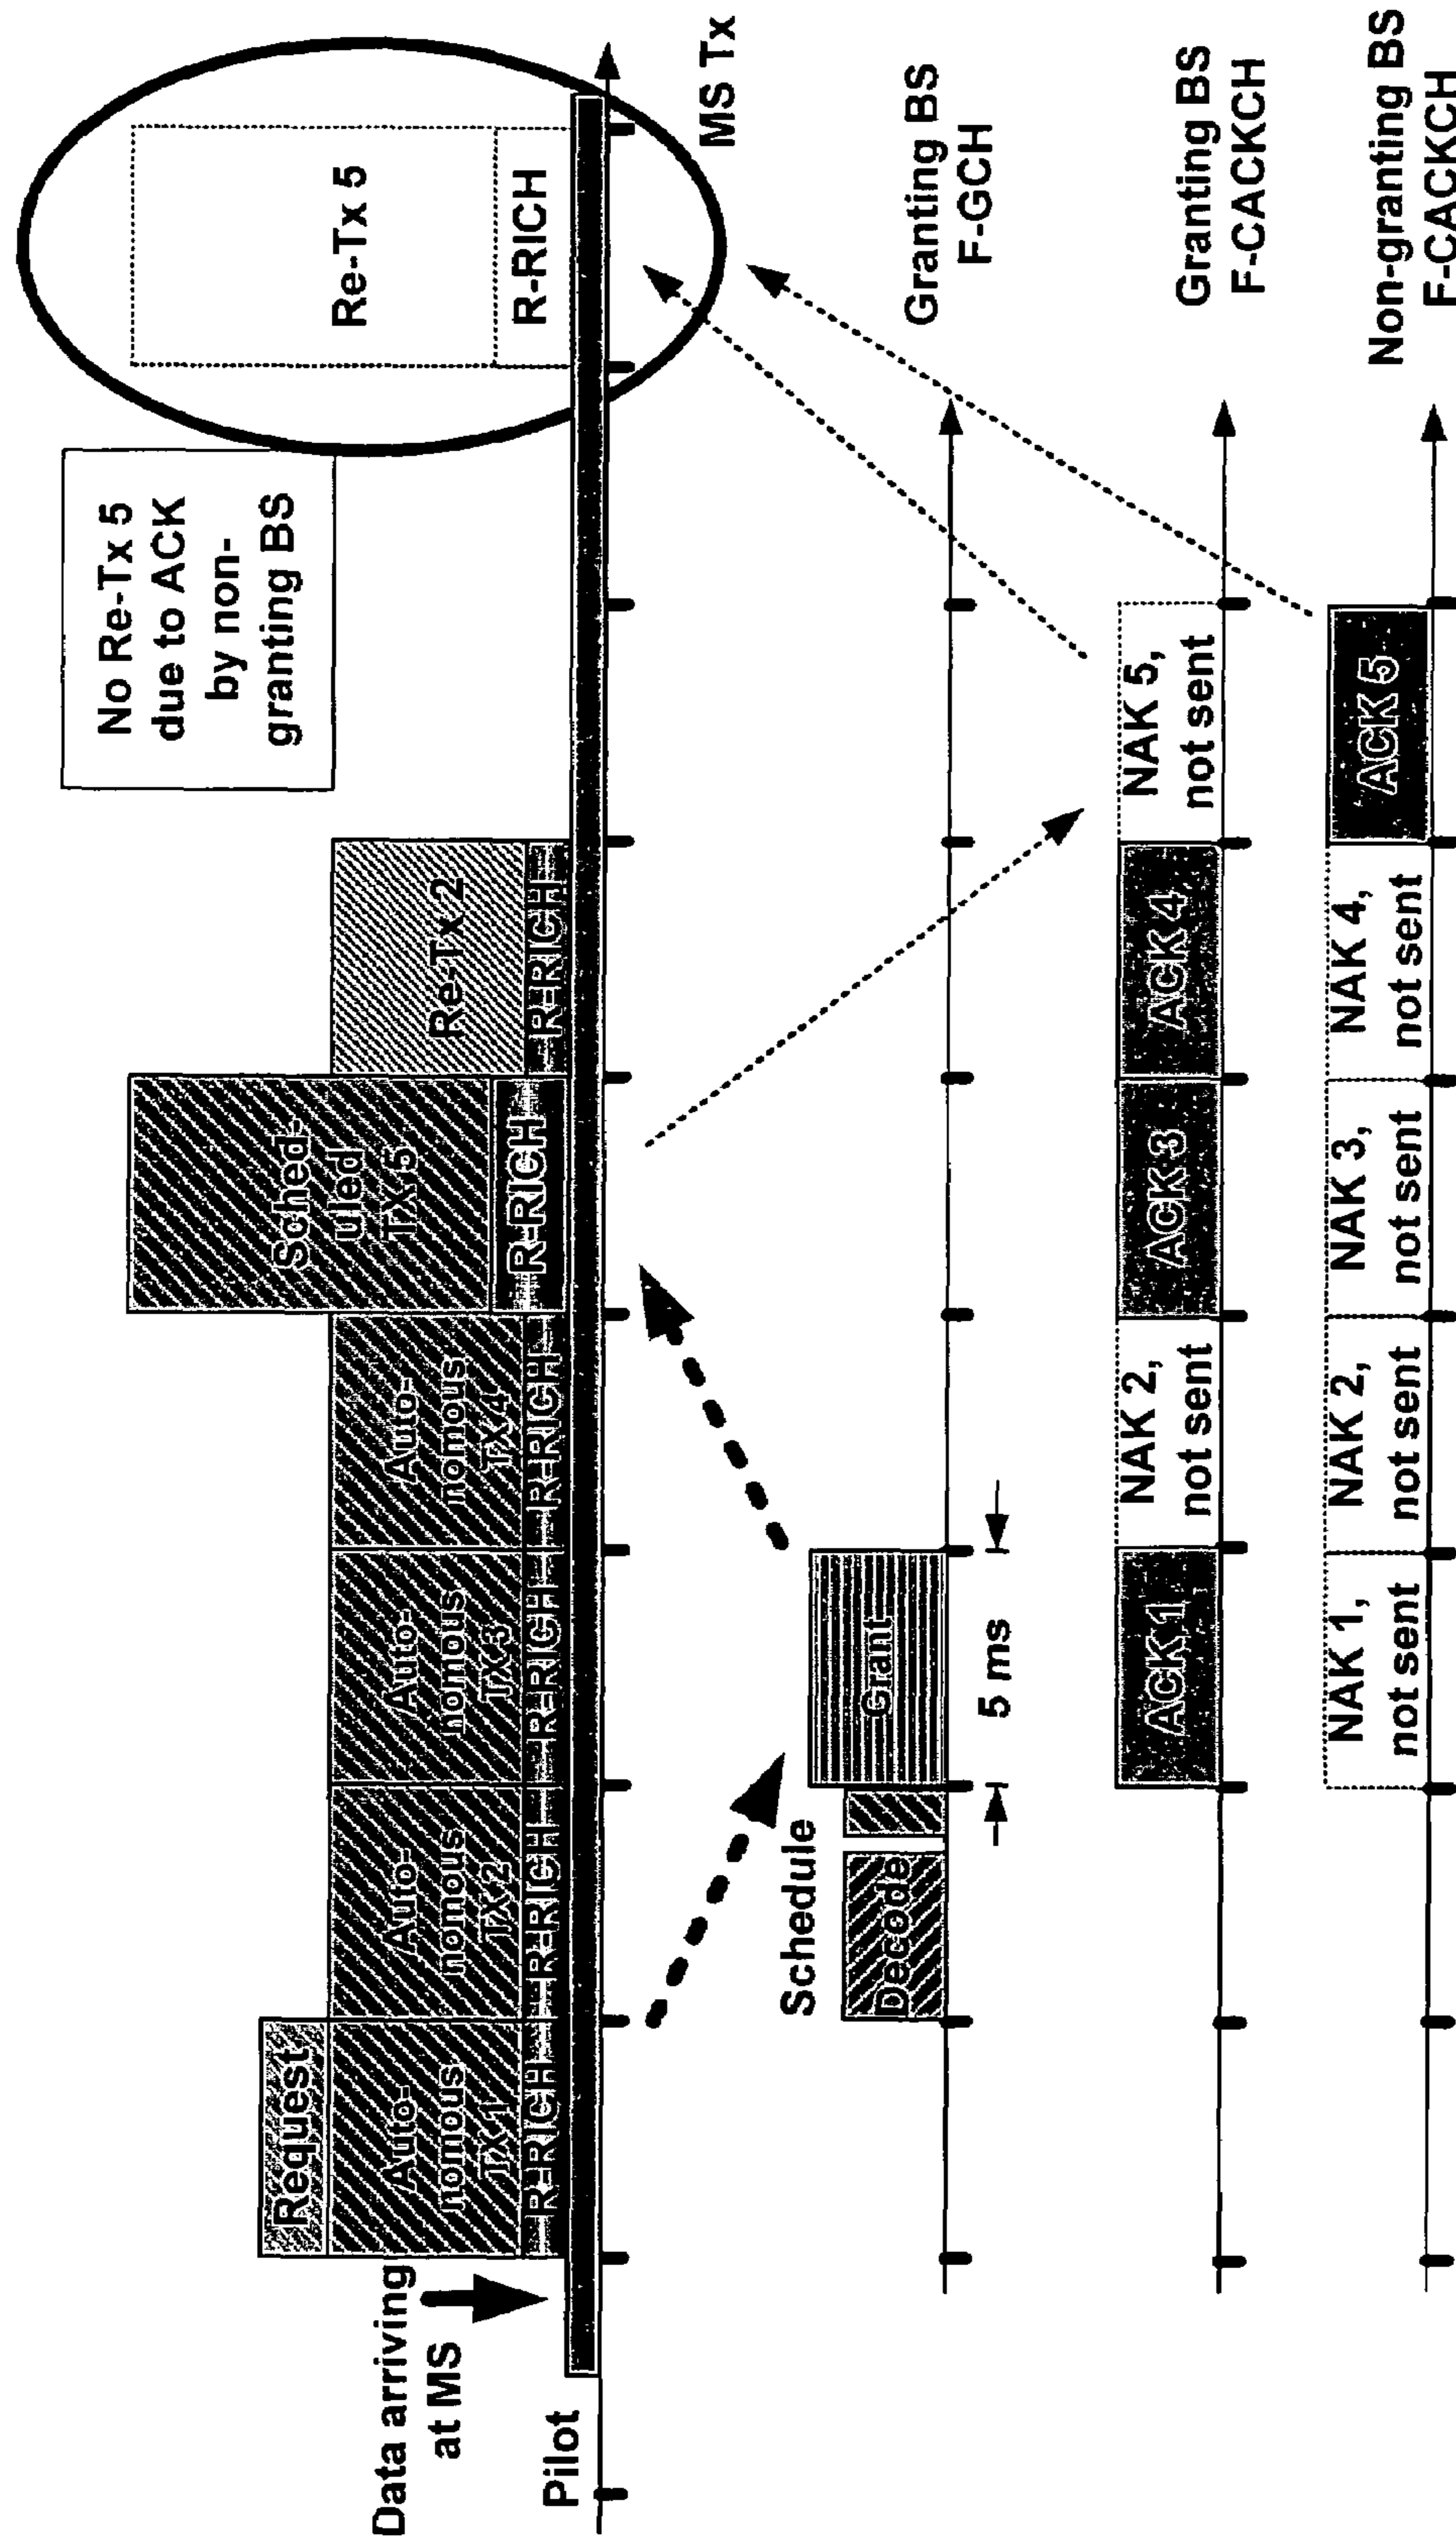 No Re-Tx 5
due to ACK
by non-
granting BS
Re-Tx 5
R-RICH
MS Tx
Data arriving
at MS
Pilot
Request
Auto-
nomous
TX 1
R-RICH
Auto-
nomous
TX 2
R-RICH
Auto-
nomous
TX 3
R-RICH
Auto-
nomous
TX 4
R-RICH
Sched-
uled
TX 5
R-RICH
Re-Tx 2
R-RICH
Schedule
Decode
Grant
5 ms
Granting BS
F-GCH
ACK 1
NAK 2,
not sent
ACK 3
ACK 4
NAK 5,
not sent
Granting BS
F-CACKCH
NAK 1,
not sent
NAK 2,
not sent
NAK 3,
not sent
NAK 4,
not sent
ACK 5
Non-granting BS
F-CACKCH